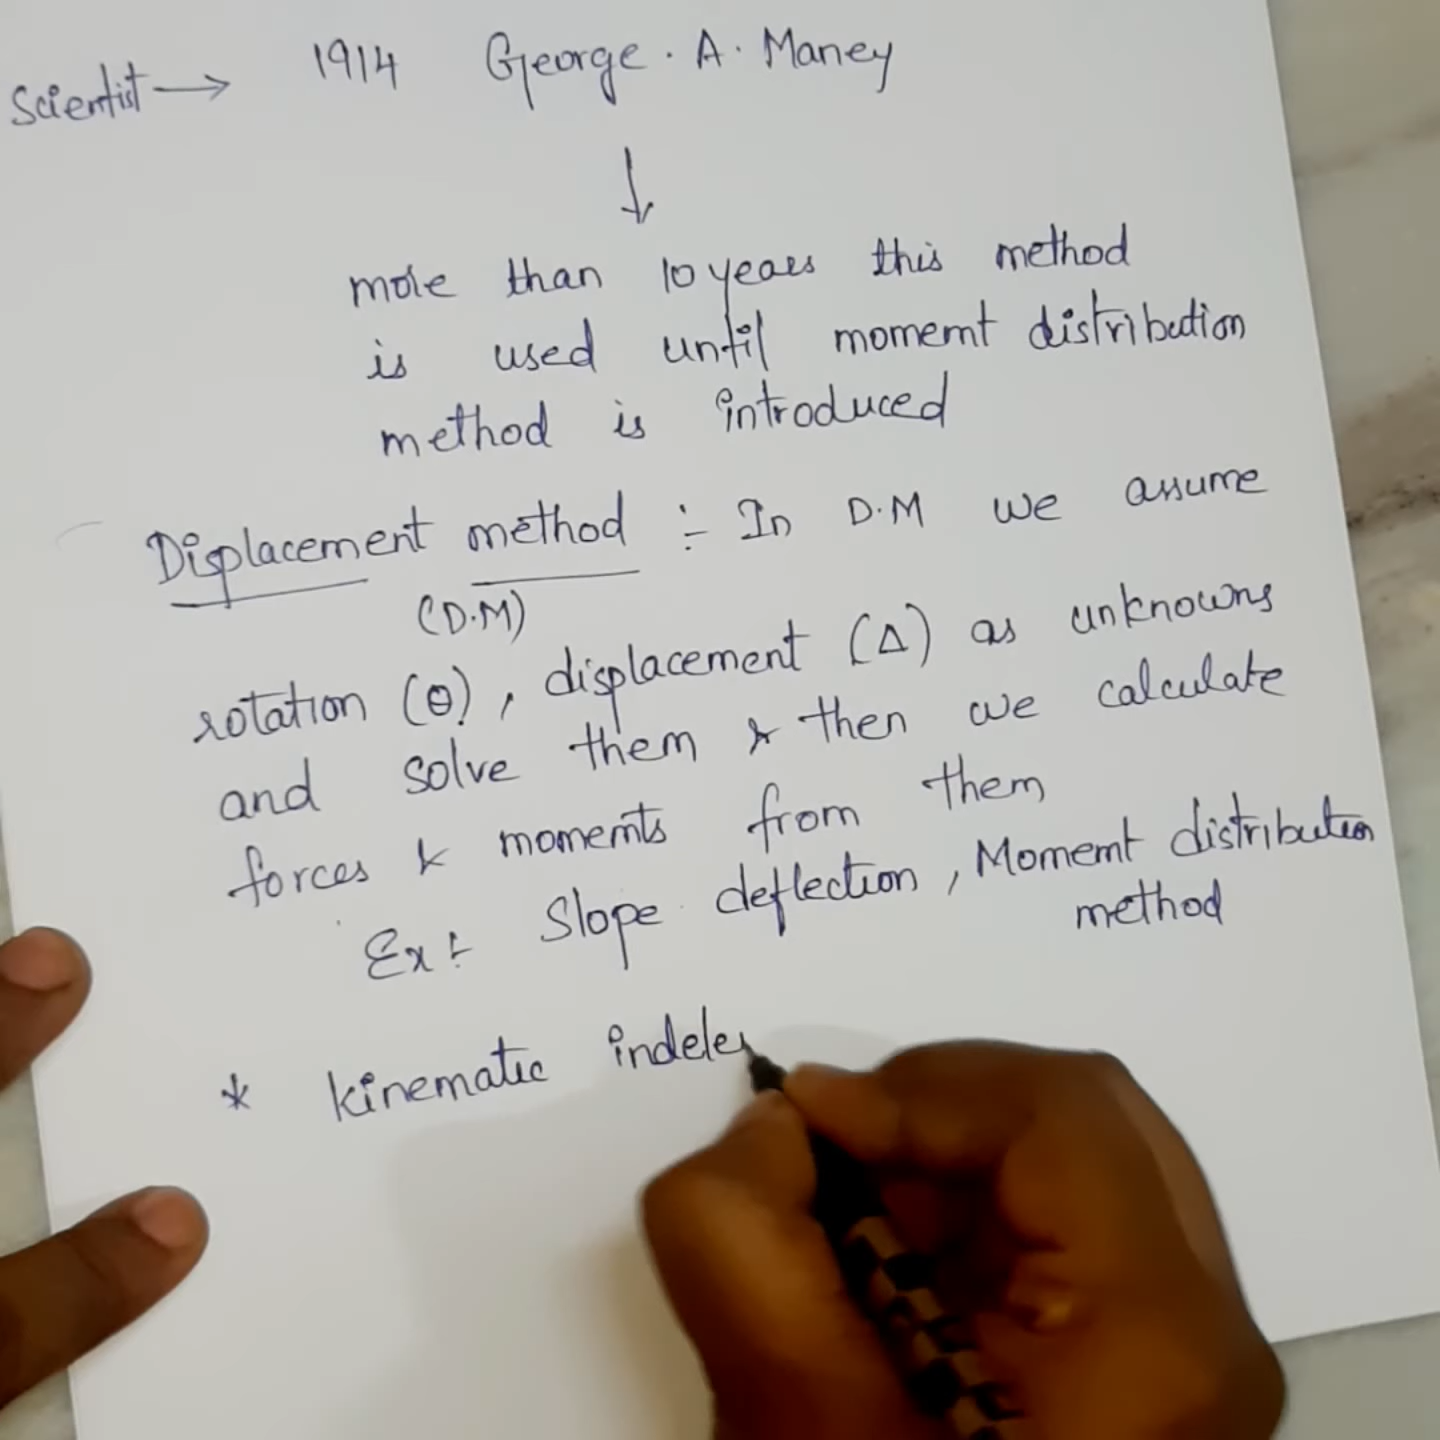 Scientist → 1914 George. A. Maney
↓
more than 10 years this method
is used until moment distribution
method is introduced
Displacement method :- In D.M we assume
(D.M)
rotation (θ), displacement (Δ) as unknowns
and solve them & then we calculate
forces & moments from them
Ex:- Slope deflection, Moment distribution
method
* kinematic indele